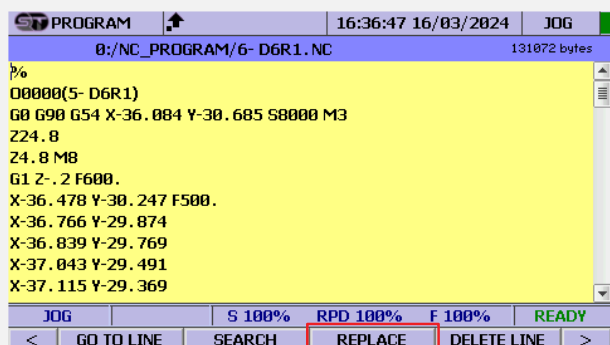 PROGRAM 16:36:47 16/03/2024 JOG
0:/NC_PROGRAM/6- D6R1.NC 131072 bytes
%
O0000(5- D6R1)
G0 G90 G54 X-36.084 Y-30.685 S8000 M3
Z24.8
Z4.8 M8
G1 Z-.2 F600.
X-36.478 Y-30.247 F500.
X-36.766 Y-29.874
X-36.839 Y-29.769
X-37.043 Y-29.491
X-37.115 Y-29.369
JOG S 100% RPD 100% F 100% READY
< GO TO LINE SEARCH REPLACE DELETE LINE >